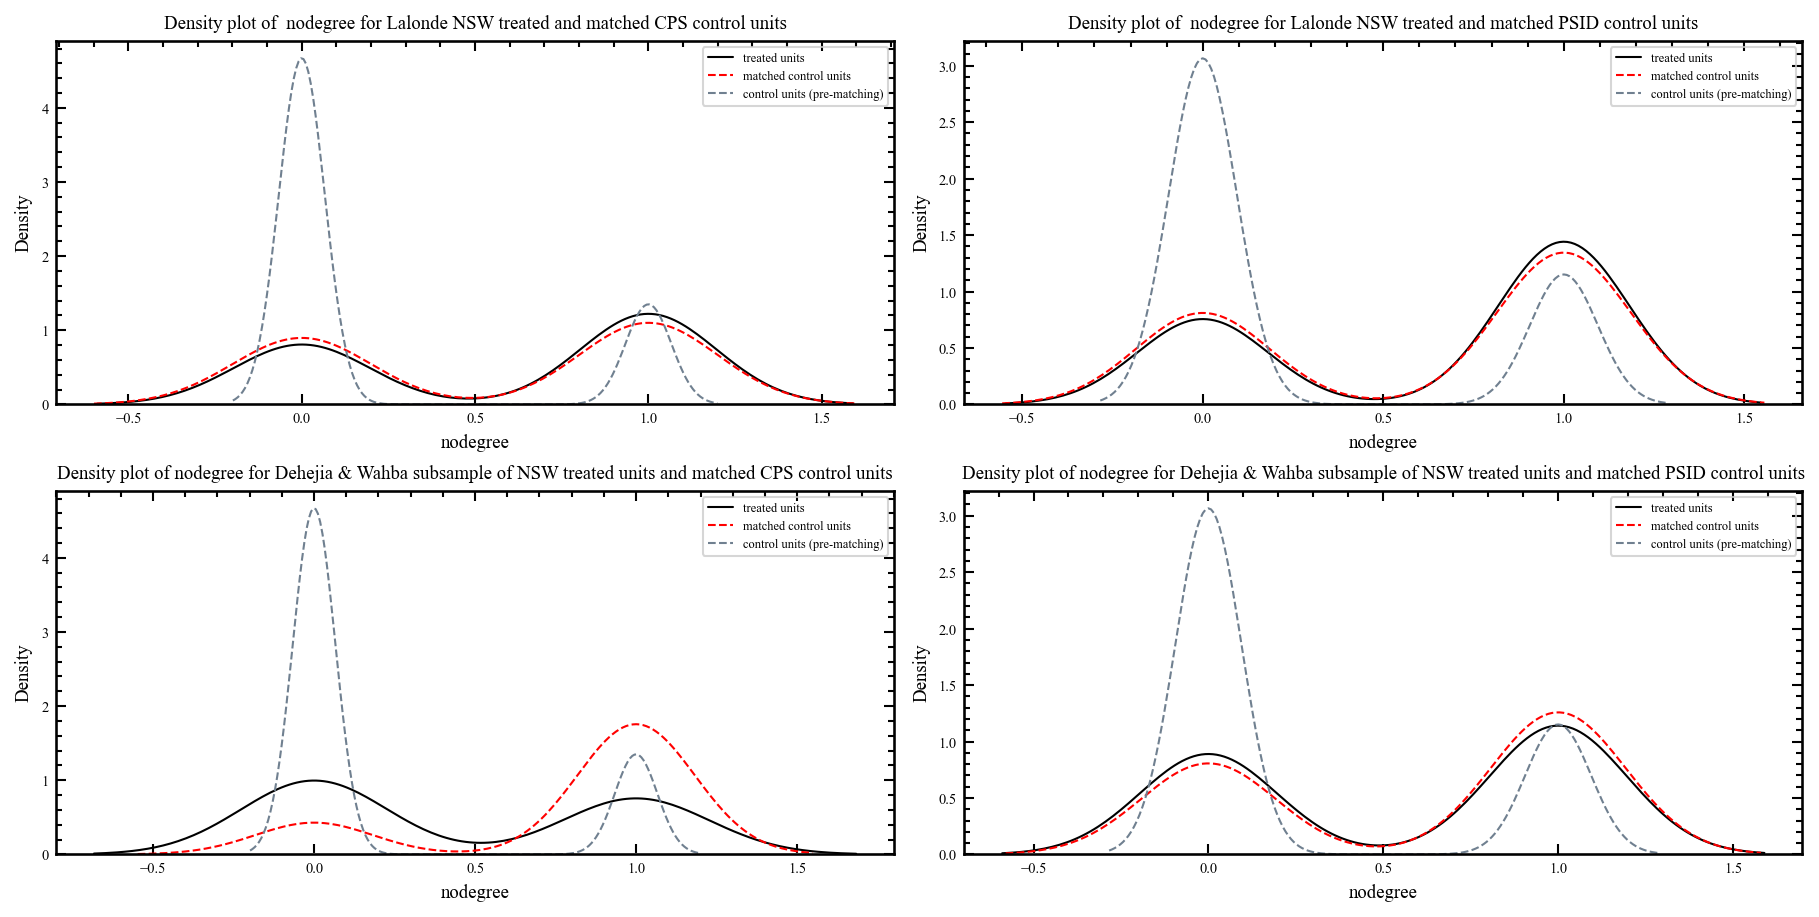 Density plot of  nodegree for Lalonde NSW treated and matched CPS control units
treated units
matched control units
control units (pre-matching)
Density
4
3
2
1
0
−0.5 0.0 0.5 1.0 1.5
nodegree
Density plot of  nodegree for Lalonde NSW treated and matched PSID control units
treated units
matched control units
control units (pre-matching)
Density
3.0
2.5
2.0
1.5
1.0
0.5
0.0
−0.5 0.0 0.5 1.0 1.5
nodegree
Density plot of nodegree for Dehejia & Wahba subsample of NSW treated units and matched CPS control units
treated units
matched control units
control units (pre-matching)
Density
4
3
2
1
0
−0.5 0.0 0.5 1.0 1.5
nodegree
Density plot of nodegree for Dehejia & Wahba subsample of NSW treated units and matched PSID control units
treated units
matched control units
control units (pre-matching)
Density
3.0
2.5
2.0
1.5
1.0
0.5
0.0
−0.5 0.0 0.5 1.0 1.5
nodegree